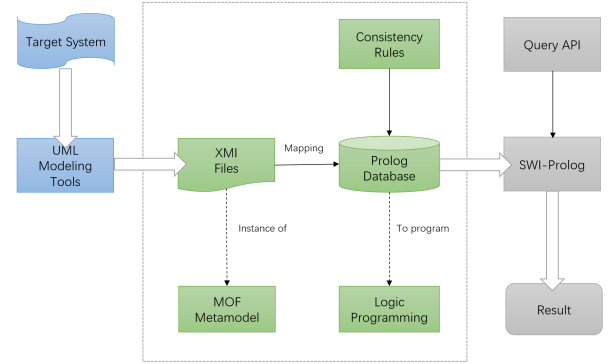 Target System
Consistency
Rules
Query API
UML
Modeling
Tools
XMI
Files
Mapping
Prolog
Database
SWI-Prolog
Instance of
To program
MOF
Metamodel
Logic
Programming
Result